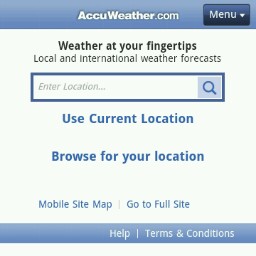 AccuWeather.com
Menu
Weather at your fingertips
Local and international weather forecasts
Enter Location...
Use Current Location
Browse for your location
Mobile Site Map | Go to Full Site
Help | Terms & Conditions